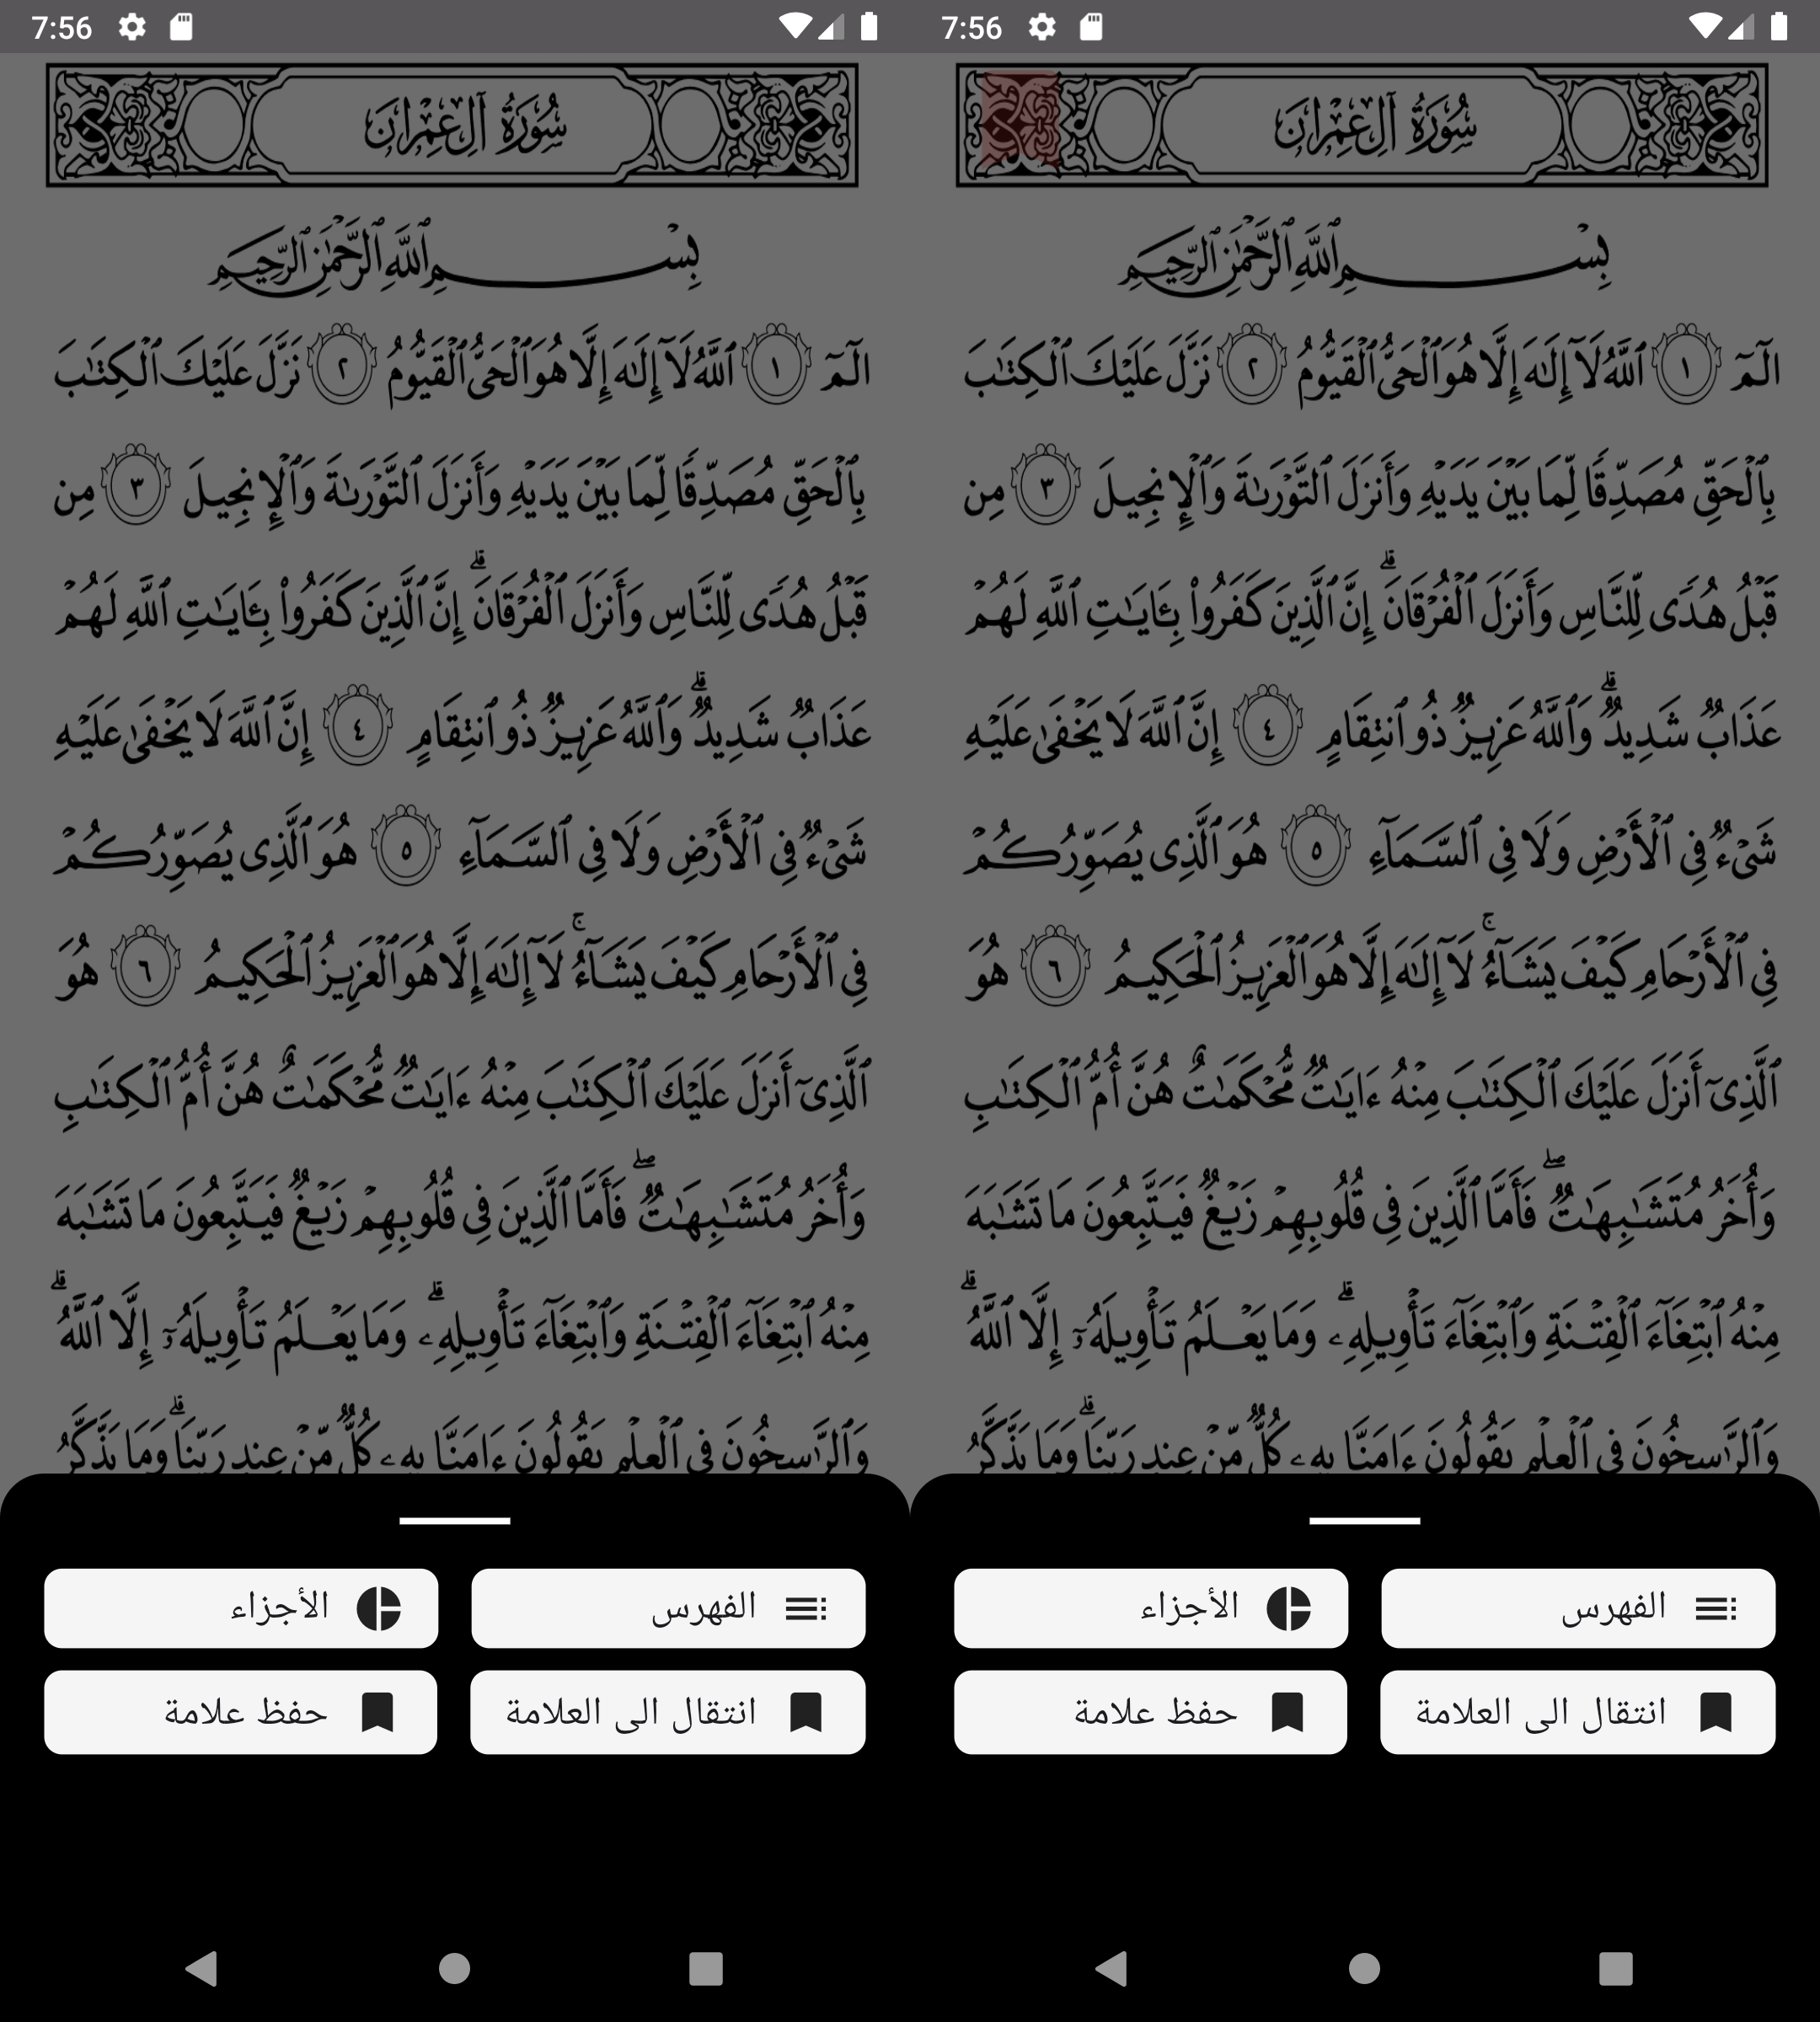 7:56
سُورَةُ آلِ عِمْرَانَ
بِسْمِ ٱللَّهِ ٱلرَّحْمَٰنِ ٱلرَّحِيمِ
الٓمٓ ١ ٱللَّهُ لَآ إِلَٰهَ إِلَّا هُوَ ٱلْحَىُّ ٱلْقَيُّومُ ٢ نَزَّلَ عَلَيْكَ ٱلْكِتَٰبَ
بِٱلْحَقِّ مُصَدِّقًا لِّمَا بَيْنَ يَدَيْهِ وَأَنزَلَ ٱلتَّوْرَىٰةَ وَٱلْإِنجِيلَ ٣ مِن
قَبْلُ هُدًى لِّلنَّاسِ وَأَنزَلَ ٱلْفُرْقَانَ ۗ إِنَّ ٱلَّذِينَ كَفَرُوا۟ بِـَٔايَٰتِ ٱللَّهِ لَهُمْ
عَذَابٌ شَدِيدٌ ۗ وَٱللَّهُ عَزِيزٌ ذُو ٱنتِقَامٍ ٤ إِنَّ ٱللَّهَ لَا يَخْفَىٰ عَلَيْهِ
شَىْءٌ فِى ٱلْأَرْضِ وَلَا فِى ٱلسَّمَآءِ ٥ هُوَ ٱلَّذِى يُصَوِّرُكُمْ
فِى ٱلْأَرْحَامِ كَيْفَ يَشَآءُ ۚ لَآ إِلَٰهَ إِلَّا هُوَ ٱلْعَزِيزُ ٱلْحَكِيمُ ٦ هُوَ
ٱلَّذِىٓ أَنزَلَ عَلَيْكَ ٱلْكِتَٰبَ مِنْهُ ءَايَٰتٌ مُّحْكَمَٰتٌ هُنَّ أُمُّ ٱلْكِتَٰبِ
وَأُخَرُ مُتَشَٰبِهَٰتٌ ۖ فَأَمَّا ٱلَّذِينَ فِى قُلُوبِهِمْ زَيْغٌ فَيَتَّبِعُونَ مَا تَشَٰبَهَ
مِنْهُ ٱبْتِغَآءَ ٱلْفِتْنَةِ وَٱبْتِغَآءَ تَأْوِيلِهِۦ ۗ وَمَا يَعْلَمُ تَأْوِيلَهُۥٓ إِلَّا ٱللَّهُ ۗ
وَٱلرَّٰسِخُونَ فِى ٱلْعِلْمِ يَقُولُونَ ءَامَنَّا بِهِۦ كُلٌّ مِّنْ عِندِ رَبِّنَا ۗ وَمَا يَذَّكَّرُ
الفهرس
الأجزاء
انتقال الى العلامة
حفظ علامة
7:56
سُورَةُ آلِ عِمْرَانَ
بِسْمِ ٱللَّهِ ٱلرَّحْمَٰنِ ٱلرَّحِيمِ
الٓمٓ ١ ٱللَّهُ لَآ إِلَٰهَ إِلَّا هُوَ ٱلْحَىُّ ٱلْقَيُّومُ ٢ نَزَّلَ عَلَيْكَ ٱلْكِتَٰبَ
بِٱلْحَقِّ مُصَدِّقًا لِّمَا بَيْنَ يَدَيْهِ وَأَنزَلَ ٱلتَّوْرَىٰةَ وَٱلْإِنجِيلَ ٣ مِن
قَبْلُ هُدًى لِّلنَّاسِ وَأَنزَلَ ٱلْفُرْقَانَ ۗ إِنَّ ٱلَّذِينَ كَفَرُوا۟ بِـَٔايَٰتِ ٱللَّهِ لَهُمْ
عَذَابٌ شَدِيدٌ ۗ وَٱللَّهُ عَزِيزٌ ذُو ٱنتِقَامٍ ٤ إِنَّ ٱللَّهَ لَا يَخْفَىٰ عَلَيْهِ
شَىْءٌ فِى ٱلْأَرْضِ وَلَا فِى ٱلسَّمَآءِ ٥ هُوَ ٱلَّذِى يُصَوِّرُكُمْ
فِى ٱلْأَرْحَامِ كَيْفَ يَشَآءُ ۚ لَآ إِلَٰهَ إِلَّا هُوَ ٱلْعَزِيزُ ٱلْحَكِيمُ ٦ هُوَ
ٱلَّذِىٓ أَنزَلَ عَلَيْكَ ٱلْكِتَٰبَ مِنْهُ ءَايَٰتٌ مُّحْكَمَٰتٌ هُنَّ أُمُّ ٱلْكِتَٰبِ
وَأُخَرُ مُتَشَٰبِهَٰتٌ ۖ فَأَمَّا ٱلَّذِينَ فِى قُلُوبِهِمْ زَيْغٌ فَيَتَّبِعُونَ مَا تَشَٰبَهَ
مِنْهُ ٱبْتِغَآءَ ٱلْفِتْنَةِ وَٱبْتِغَآءَ تَأْوِيلِهِۦ ۗ وَمَا يَعْلَمُ تَأْوِيلَهُۥٓ إِلَّا ٱللَّهُ ۗ
وَٱلرَّٰسِخُونَ فِى ٱلْعِلْمِ يَقُولُونَ ءَامَنَّا بِهِۦ كُلٌّ مِّنْ عِندِ رَبِّنَا ۗ وَمَا يَذَّكَّرُ
الفهرس
الأجزاء
انتقال الى العلامة
حفظ علامة